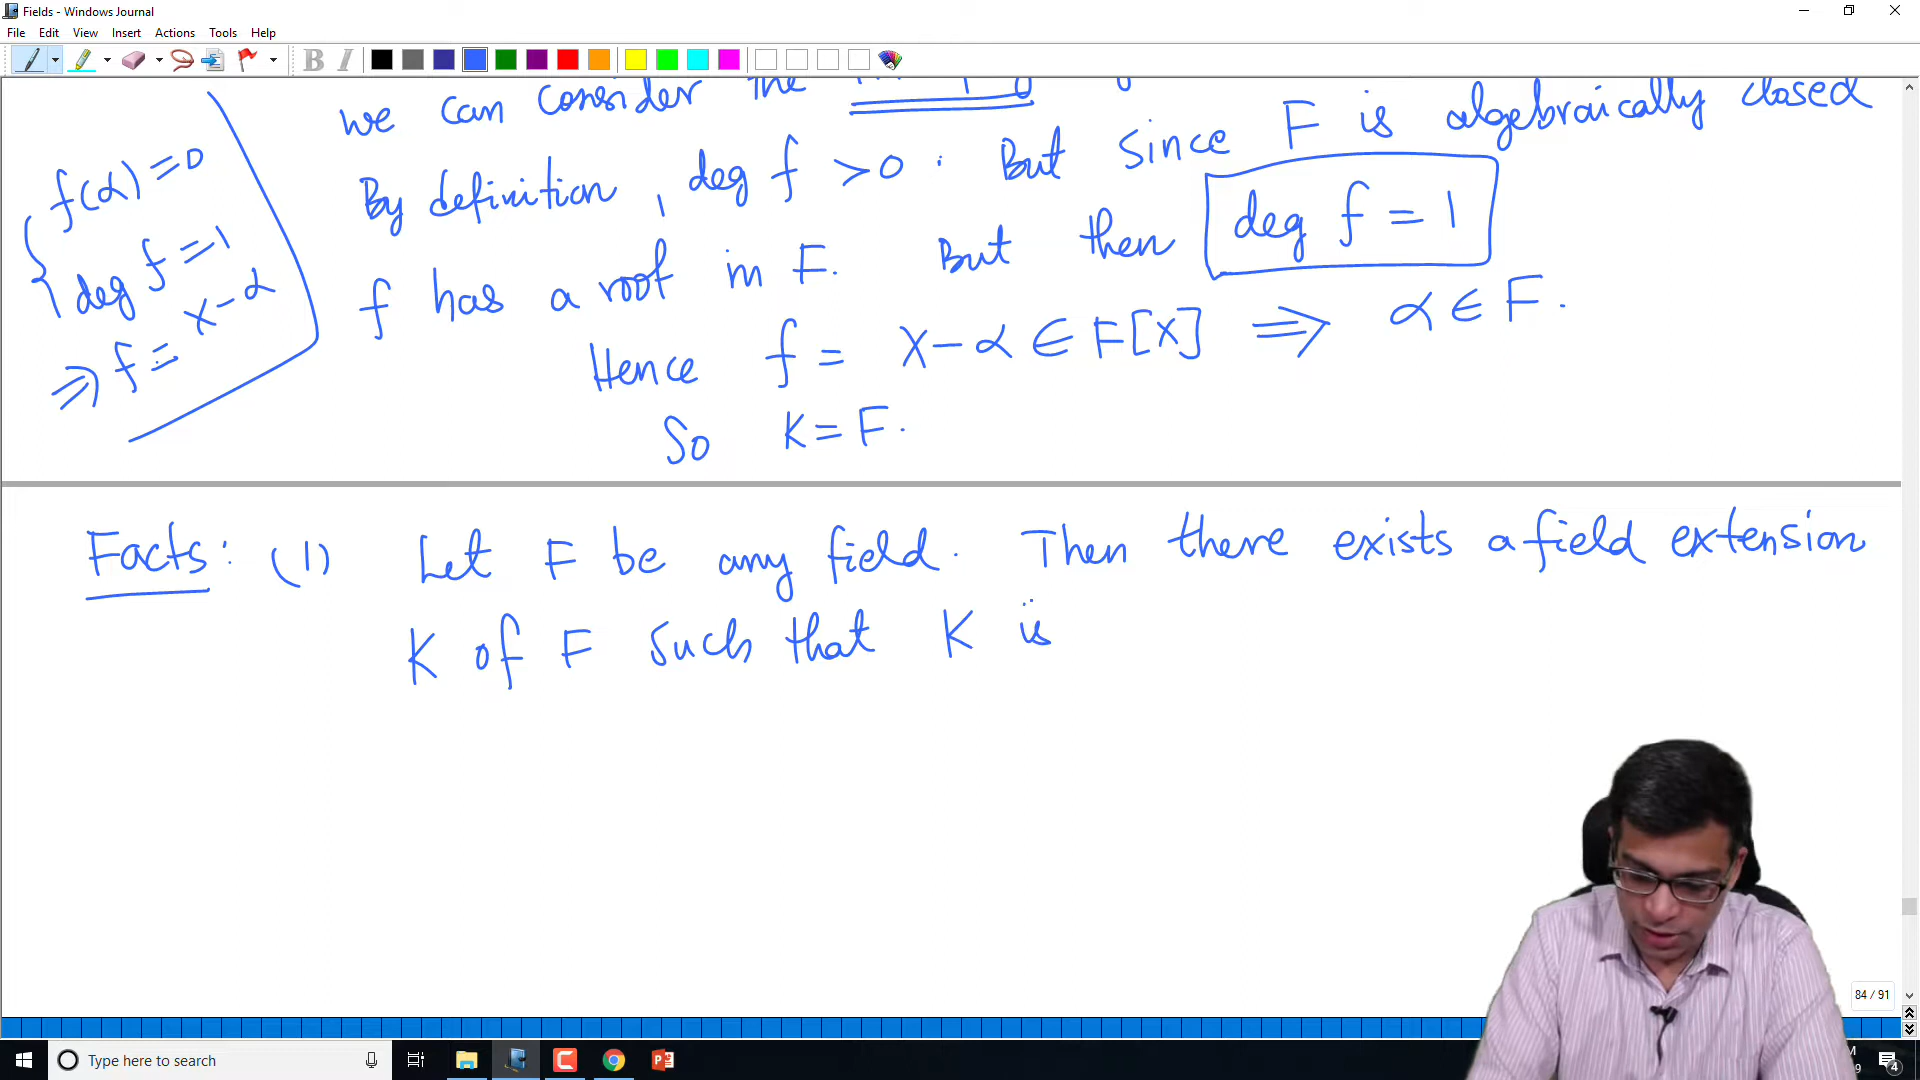 Fields - Windows Journal
File Edit View Insert Actions Tools Help
B I
we can consider the
By definition, deg f > 0. But since F is algebraically closed
f has a root in F. But then deg f = 1
Hence f = X - α ∈ F[X] ⟹ α ∈ F.
So K = F.
f(α) = 0
deg f = 1
⟹ f = X - α
Facts: (1) Let F be any field. Then there exists a field extension
K of F such that K is
84 / 91
Type here to search
4